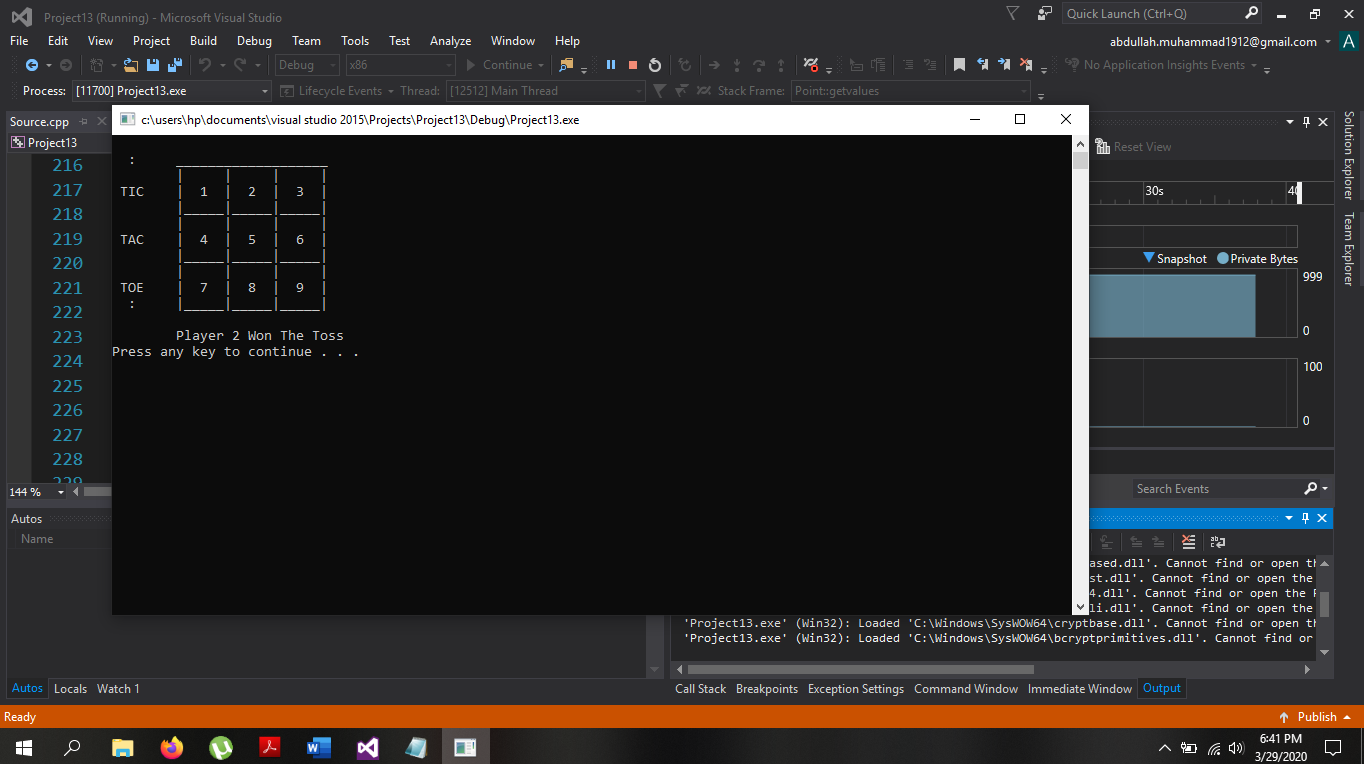 Project13 (Running) - Microsoft Visual Studio
Quick Launch (Ctrl+Q)
File Edit View Project Build Debug Team Tools Test Analyze Window Help
abdullah.muhammad1912@gmail.com A
Debug x86 Continue No Application Insights Events
Process: [11700] Project13.exe Lifecycle Events Thread: [12512] Main Thread Stack Frame: Point::getvalues
Source.cpp
Project13
216
217
218
219
220
221
222
223
224
225
226
227
228
229
144 %
c:\users\hp\documents\visual studio 2015\Projects\Project13\Debug\Project13.exe
:
TIC 1 2 3
TAC 4 5 6
TOE 7 8 9
:
Player 2 Won The Toss
Press any key to continue . . .
Reset View
30s
Snapshot Private Bytes
999
0
100
0
Search Events
Solution Explorer
Team Explorer
Autos
Name
ased.dll'. Cannot find or open th
st.dll'. Cannot find or open the
4.dll'. Cannot find or open the
li.dll'. Cannot find or open the
'Project13.exe' (Win32): Loaded 'C:\Windows\SysWOW64\cryptbase.dll'. Cannot find or open th
'Project13.exe' (Win32): Loaded 'C:\Windows\SysWOW64\bcryptprimitives.dll'. Cannot find or
Autos Locals Watch 1
Call Stack Breakpoints Exception Settings Command Window Immediate Window Output
Ready
Publish
6:41 PM
3/29/2020